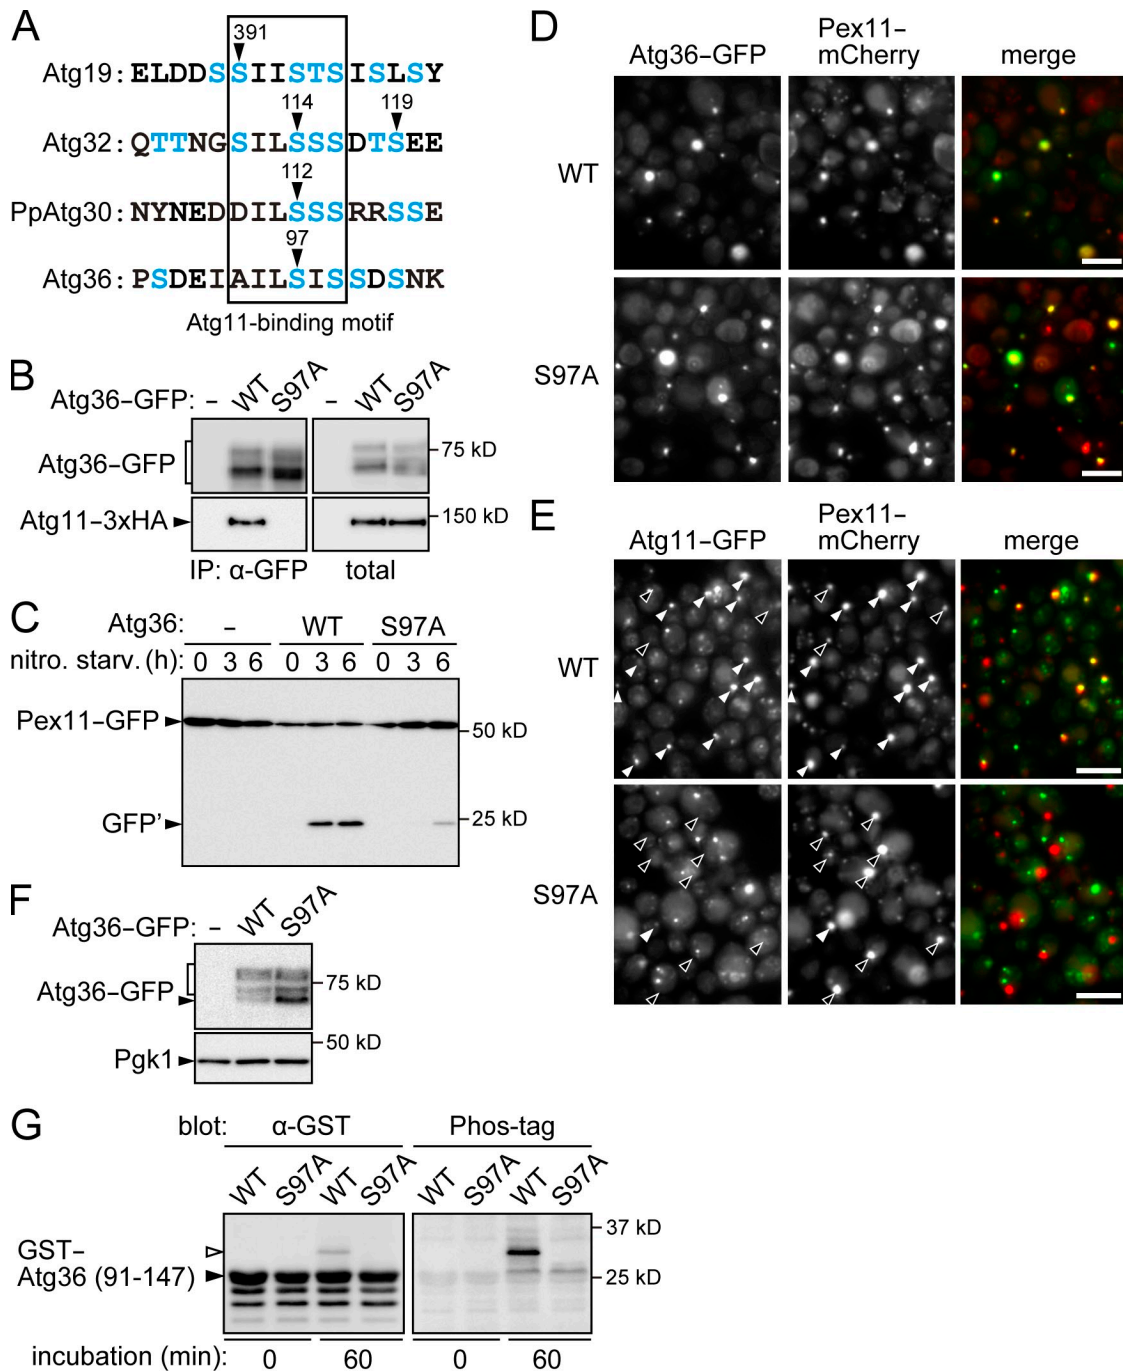 A
391
Atg19: ELDDSSIISTSISLSY
114 119
Atg32: QTTNGSILSSSDTSEE
112
PpAtg30: NYNEDDILSSSRRSSE
97
Atg36: PSDEIAILSISSDSNK
Atg11-binding motif
B
Atg36–GFP: – WT S97A – WT S97A
Atg36–GFP
75 kD
Atg11–3xHA
150 kD
IP: α-GFP total
C
Atg36: – WT S97A
nitro. starv. (h): 0 3 6 0 3 6 0 3 6
Pex11–GFP
50 kD
GFP’
25 kD
F
Atg36–GFP: – WT S97A
Atg36–GFP
75 kD
50 kD
Pgk1
G
blot: α-GST Phos-tag
WT S97A WT S97A WT S97A WT S97A
GST–
Atg36 (91-147)
37 kD
25 kD
incubation (min): 0 60 0 60
D
Atg36–GFP
Pex11–
mCherry
merge
WT
S97A
E
Atg11–GFP
Pex11–
mCherry
merge
WT
S97A